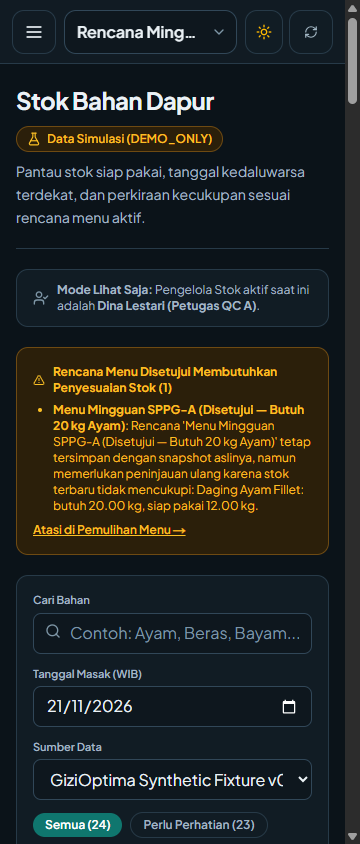 Rencana Ming...
Stok Bahan Dapur
Data Simulasi (DEMO_ONLY)
Pantau stok siap pakai, tanggal kedaluwarsa
terdekat, dan perkiraan kecukupan sesuai
rencana menu aktif.
Mode Lihat Saja: Pengelola Stok aktif saat ini
adalah Dina Lestari (Petugas QC A).
Rencana Menu Disetujui Membutuhkan
Penyesuaian Stok (1)
• Menu Mingguan SPPG-A (Disetujui — Butuh
20 kg Ayam): Rencana 'Menu Mingguan
SPPG-A (Disetujui — Butuh 20 kg Ayam)' tetap
tersimpan dengan snapshot aslinya, namun
memerlukan peninjauan ulang karena stok
terbaru tidak mencukupi: Daging Ayam Fillet:
butuh 20.00 kg, siap pakai 12.00 kg.
Atasi di Pemulihan Menu →
Cari Bahan
Contoh: Ayam, Beras, Bayam...
Tanggal Masak (WIB)
21/11/2026
Sumber Data
GiziOptima Synthetic Fixture v0
Semua (24)
Perlu Perhatian (23)